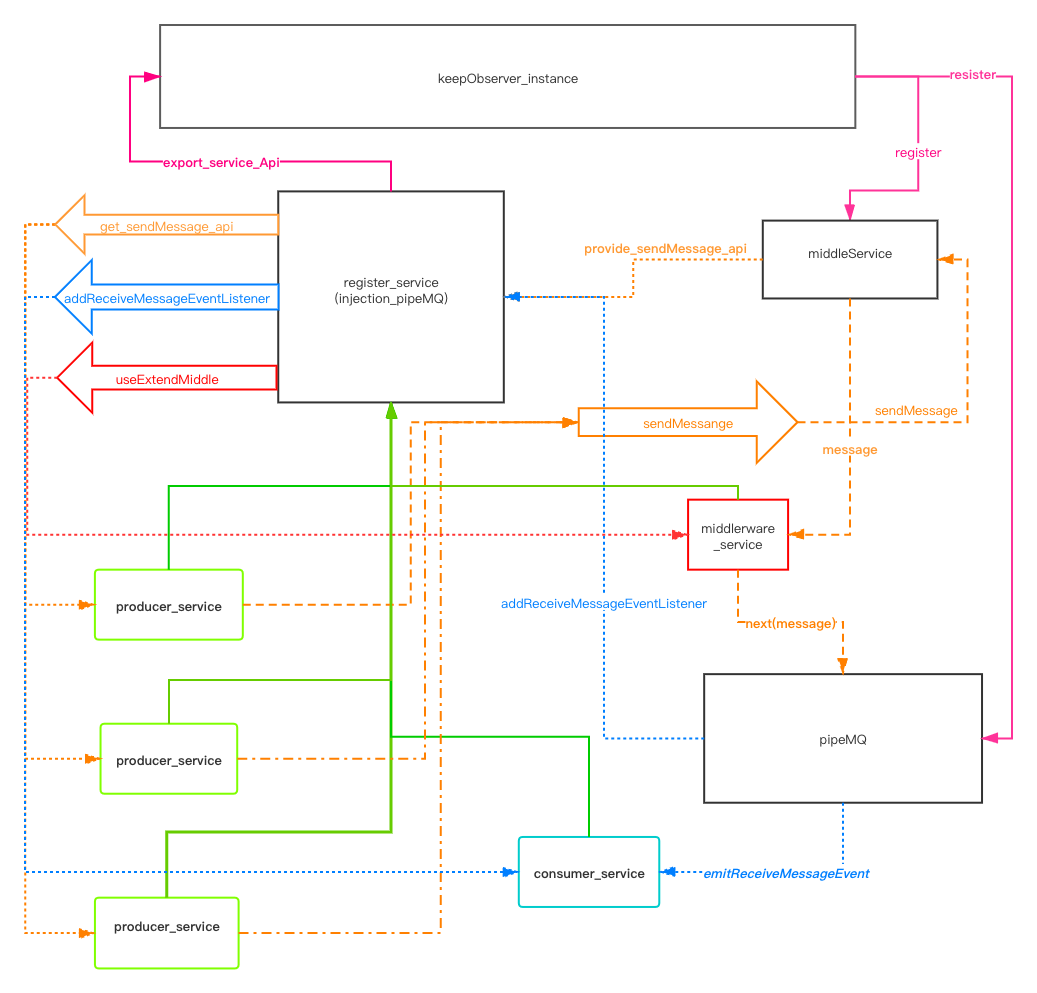 keepObserver_instance
resister
register
export_service_Api
get_sendMessage_api
provide_sendMessage_api
middleService
register_service
(injection_pipeMQ)
addReceiveMessageEventListener
useExtendMiddle
sendMessange
sendMessage
message
middlerware
_service
producer_service
addReceiveMessageEventListener
next(message)
pipeMQ
producer_service
consumer_service
emitReceiveMessageEvent
producer_service